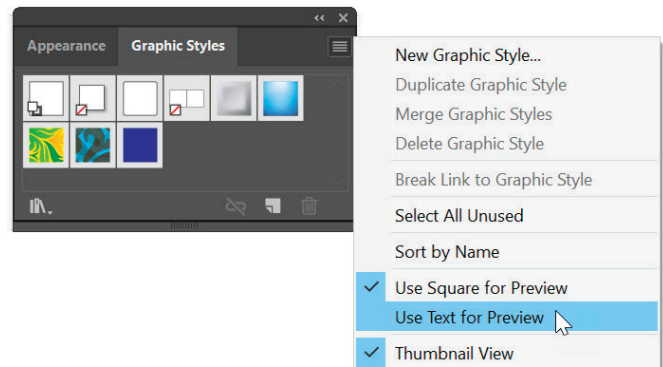 Appearance
Graphic Styles
New Graphic Style...
Duplicate Graphic Style
Merge Graphic Styles
Delete Graphic Style
Break Link to Graphic Style
Select All Unused
Sort by Name
Use Square for Preview
Use Text for Preview
Thumbnail View